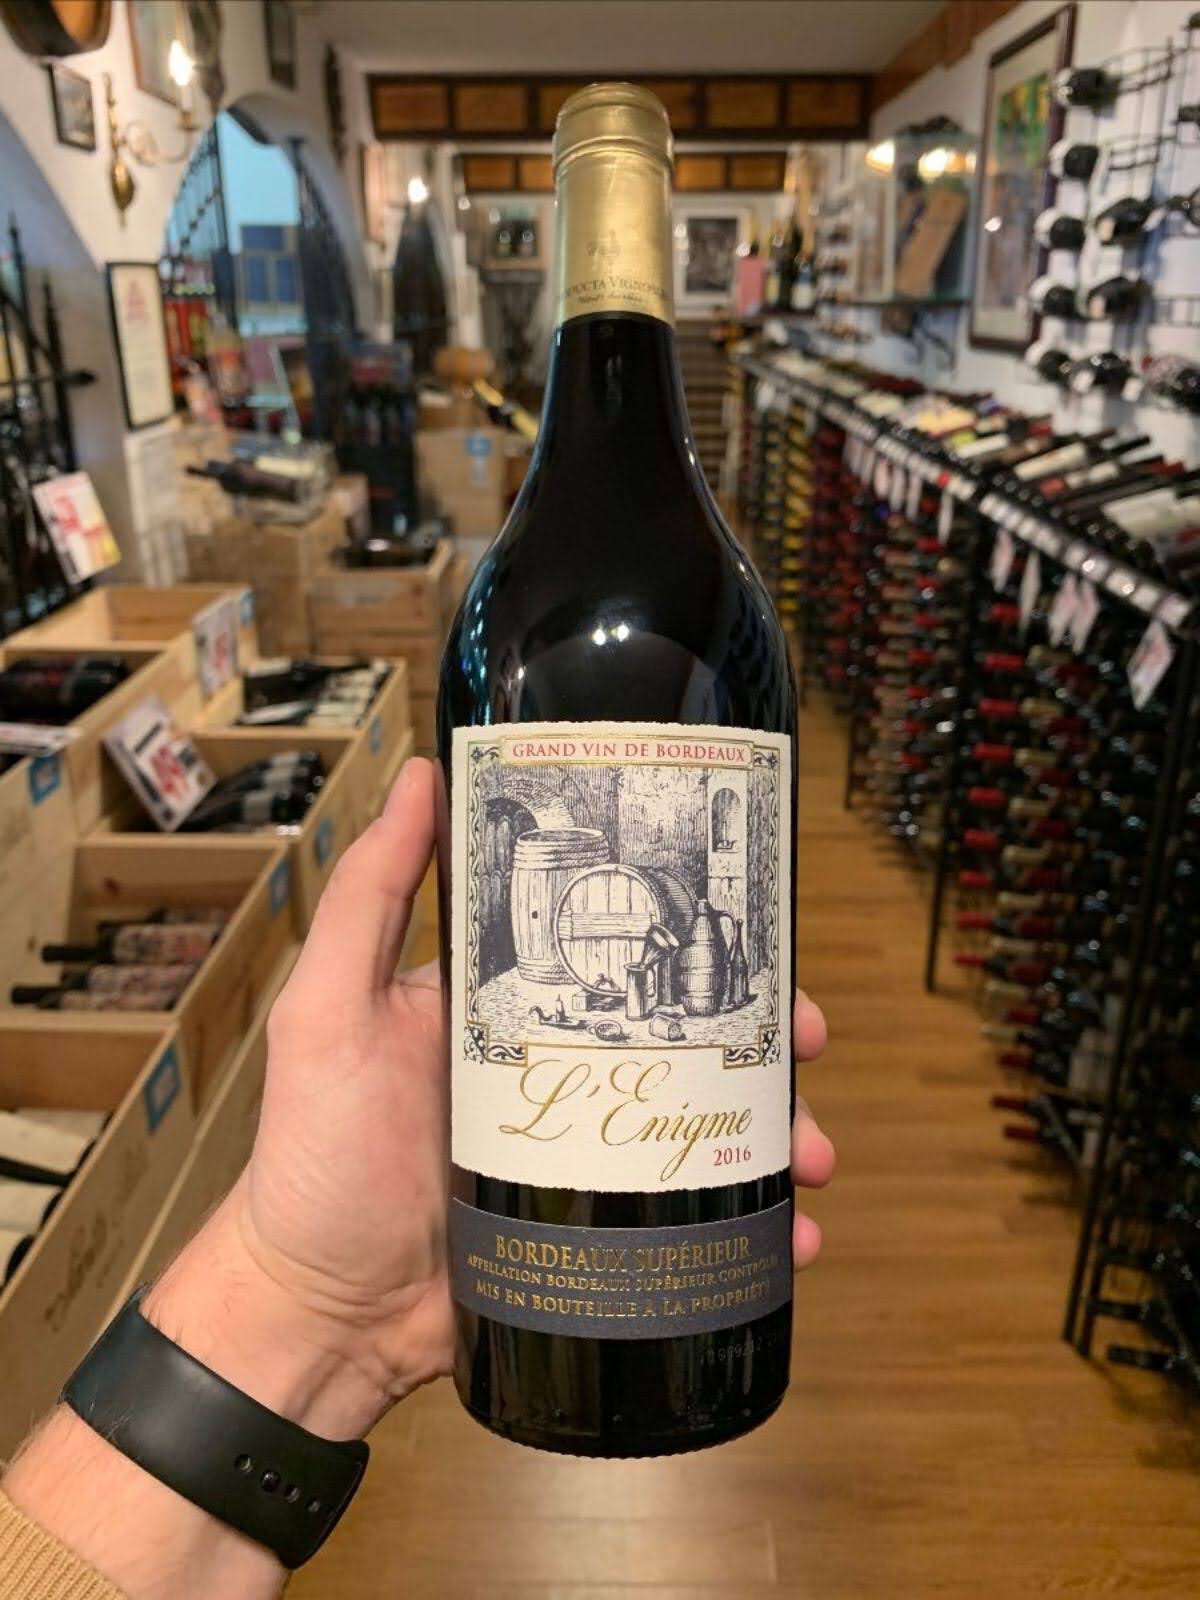 GRAND VIN DE BORDEAUX
L'Enigme
2016
BORDEAUX SUPÉRIEUR
APPELLATION BORDEAUX SUPÉRIEUR CONTRÔLÉE
MIS EN BOUTEILLE À LA PROPRIÉTÉ